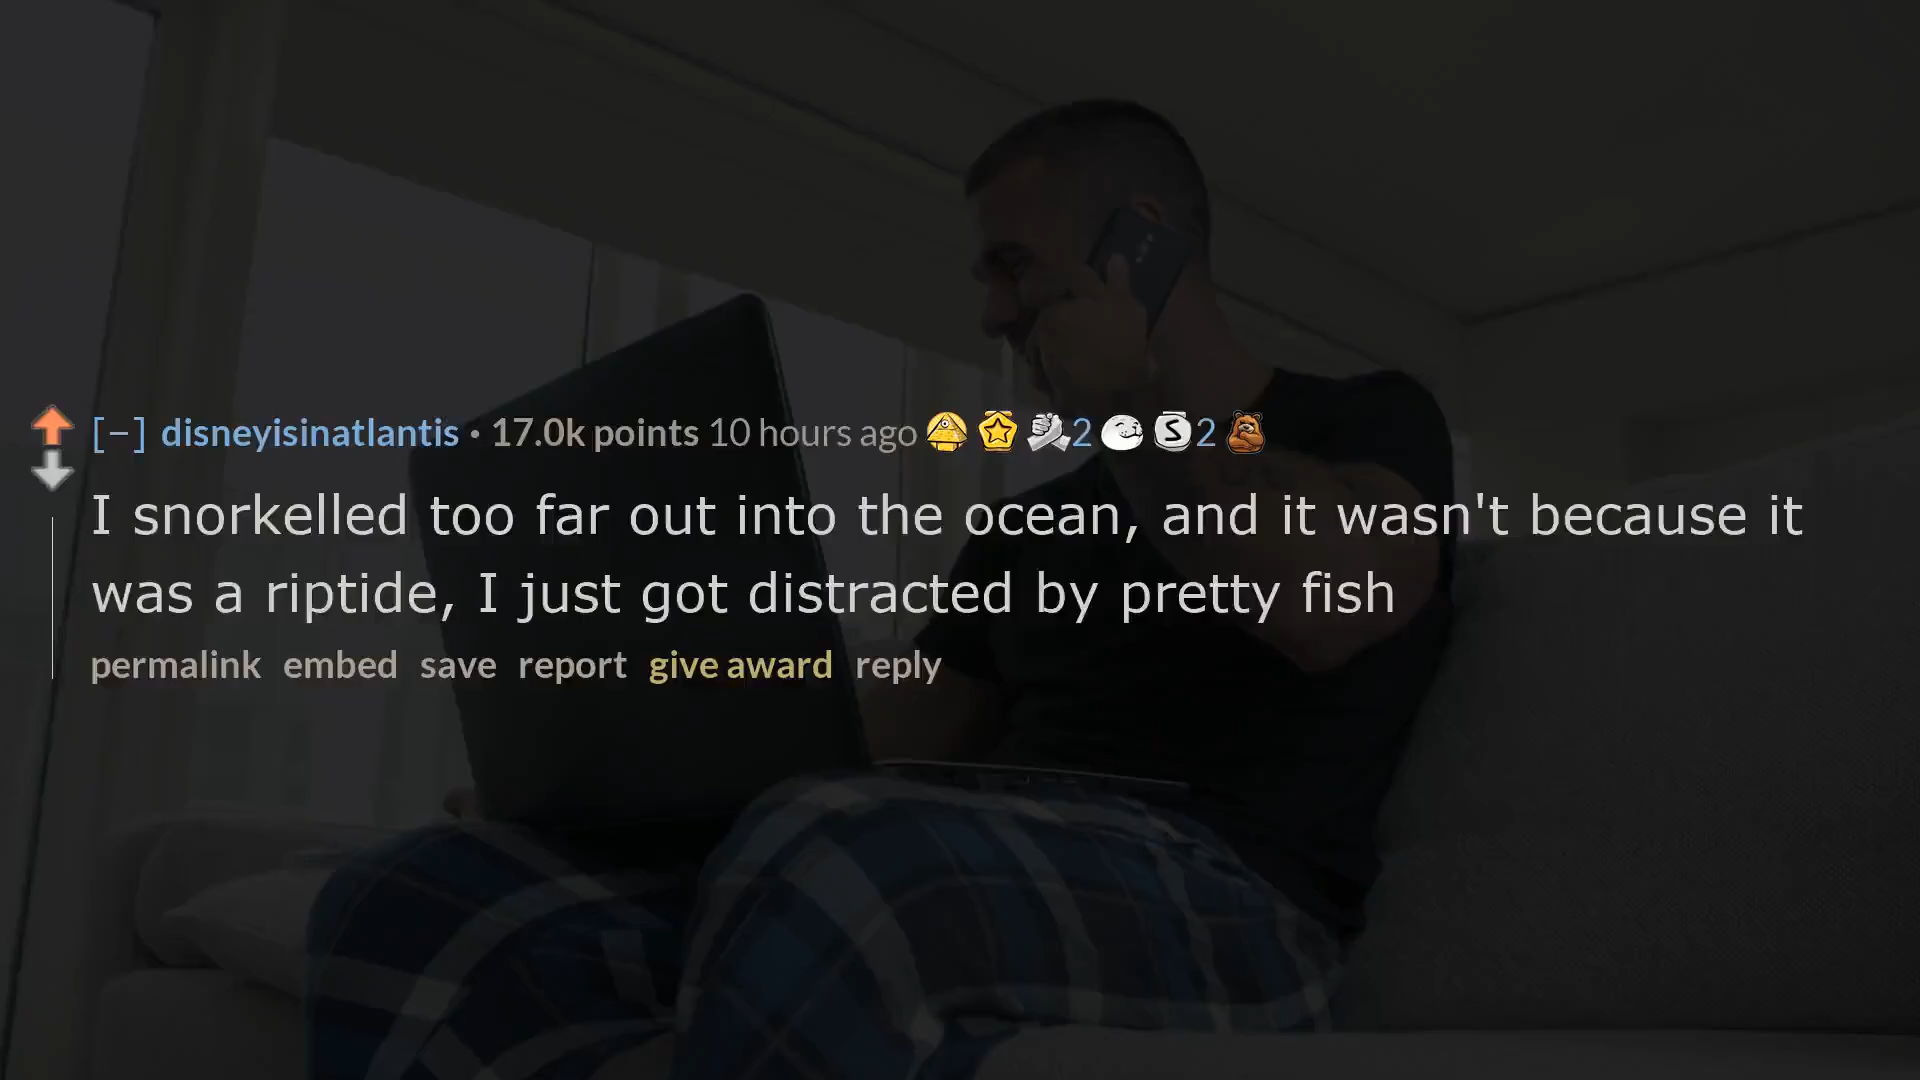 [–] disneyisinatlantis • 17.0k points 10 hours ago 2 S 2
I snorkelled too far out into the ocean, and it wasn't because it
was a riptide, I just got distracted by pretty fish
permalink embed save report give award reply